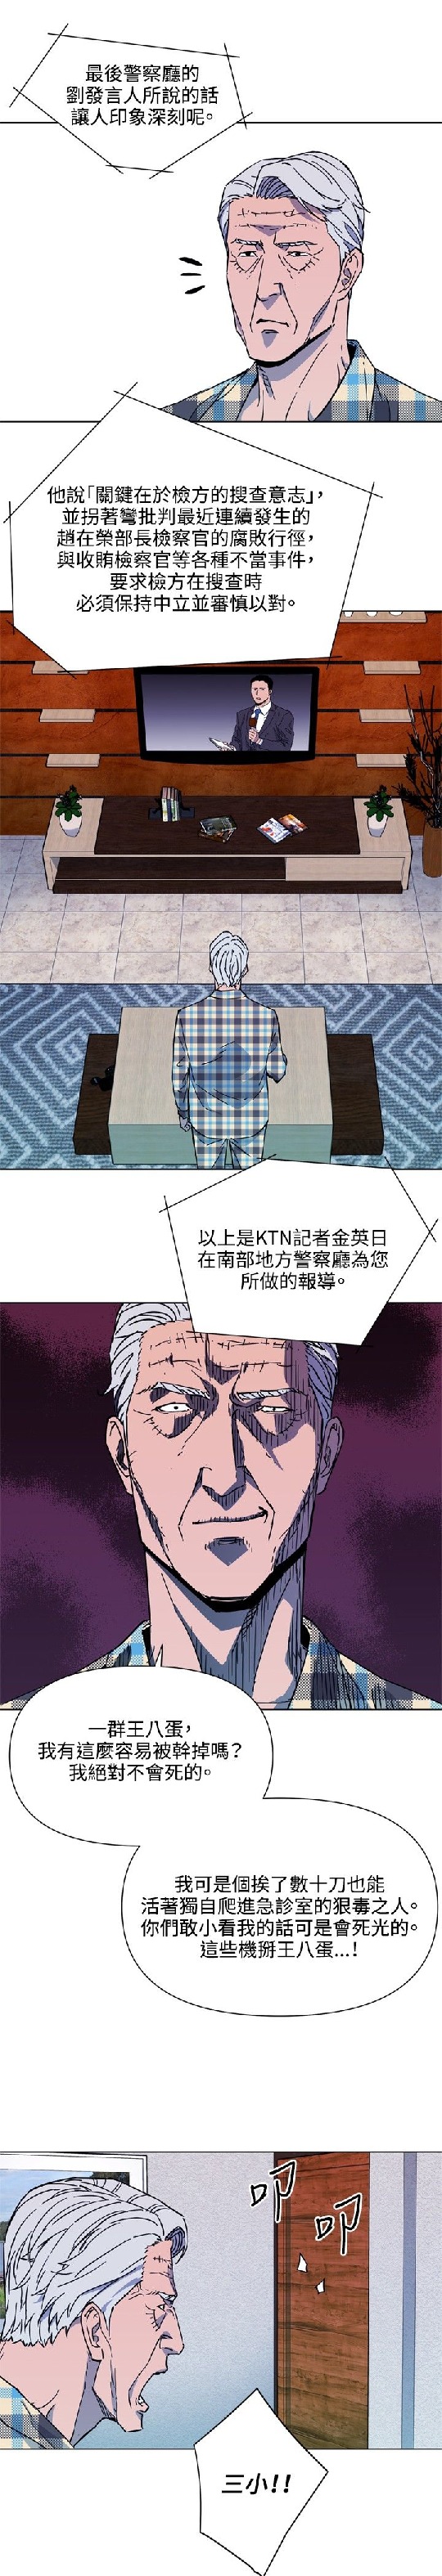 最後警察廳的
劉發言人所說的話
讓人印象深刻呢。
他說「關鍵在於檢方的搜查意志」,
並拐著彎批判最近連續發生的
趙在榮部長檢察官的腐敗行徑,
與收賄檢察官等各種不當事件,
要求檢方在搜查時
必須保持中立並審慎以對。
以上是KTN記者金英日
在南部地方警察廳為您
所做的報導。
一群王八蛋,
我有這麼容易被幹掉嗎?
我絕對不會死的。
我可是個挨了數十刀也能
活著獨自爬進急診室的狠毒之人。
你們敢小看我的話可是會死光的。
這些機掰王八蛋...!
叩
叩
三小!!